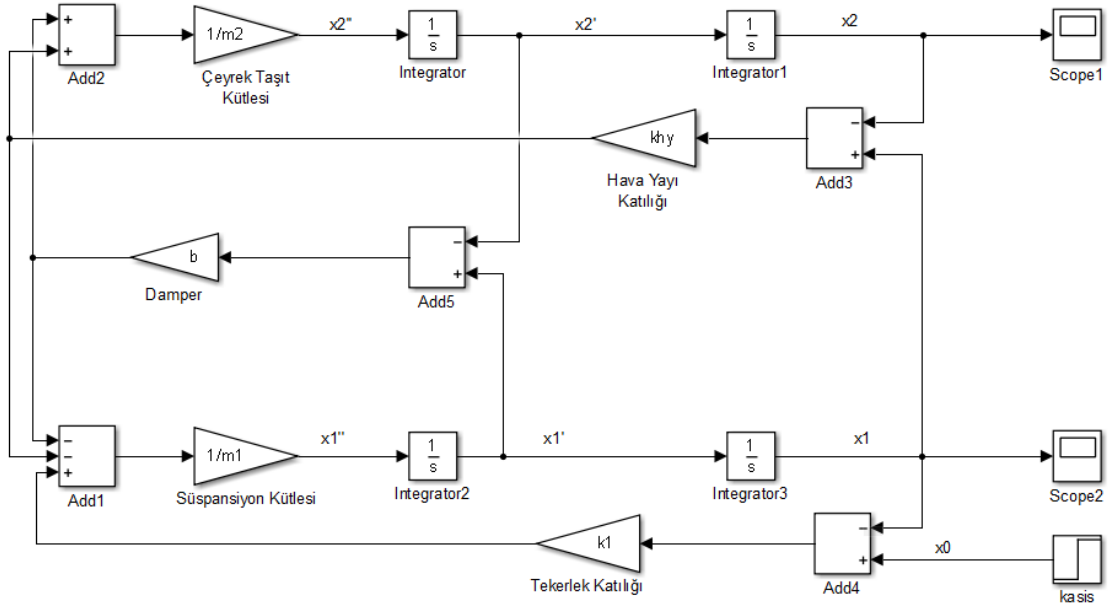 +
+
Add2
1/m2
Çeyrek Taşıt
Kütlesi
x2''
1
s
Integrator
x2'
1
s
Integrator1
x2
Scope1
khy
Hava Yayı
Katılığı
−
+
Add3
b
Damper
−
+
Add5
−
−
+
Add1
1/m1
Süspansiyon Kütlesi
x1''
1
s
Integrator2
x1'
1
s
Integrator3
x1
Scope2
k1
Tekerlek Katılığı
−
+
Add4
x0
kasis